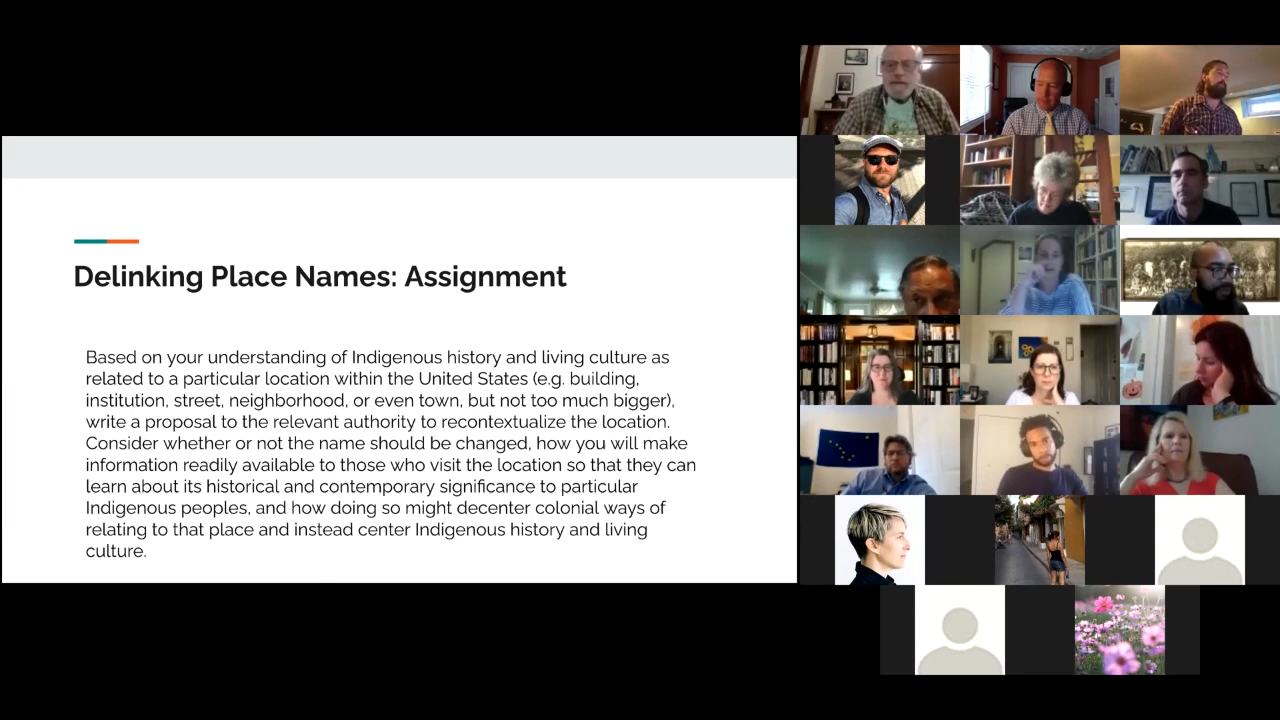 Delinking Place Names: Assignment
Based on your understanding of Indigenous history and living culture as
related to a particular location within the United States (e.g. building,
institution, street, neighborhood, or even town, but not too much bigger),
write a proposal to the relevant authority to recontextualize the location.
Consider whether or not the name should be changed, how you will make
information readily available to those who visit the location so that they can
learn about its historical and contemporary significance to particular
Indigenous peoples, and how doing so might decenter colonial ways of
relating to that place and instead center Indigenous history and living
culture.